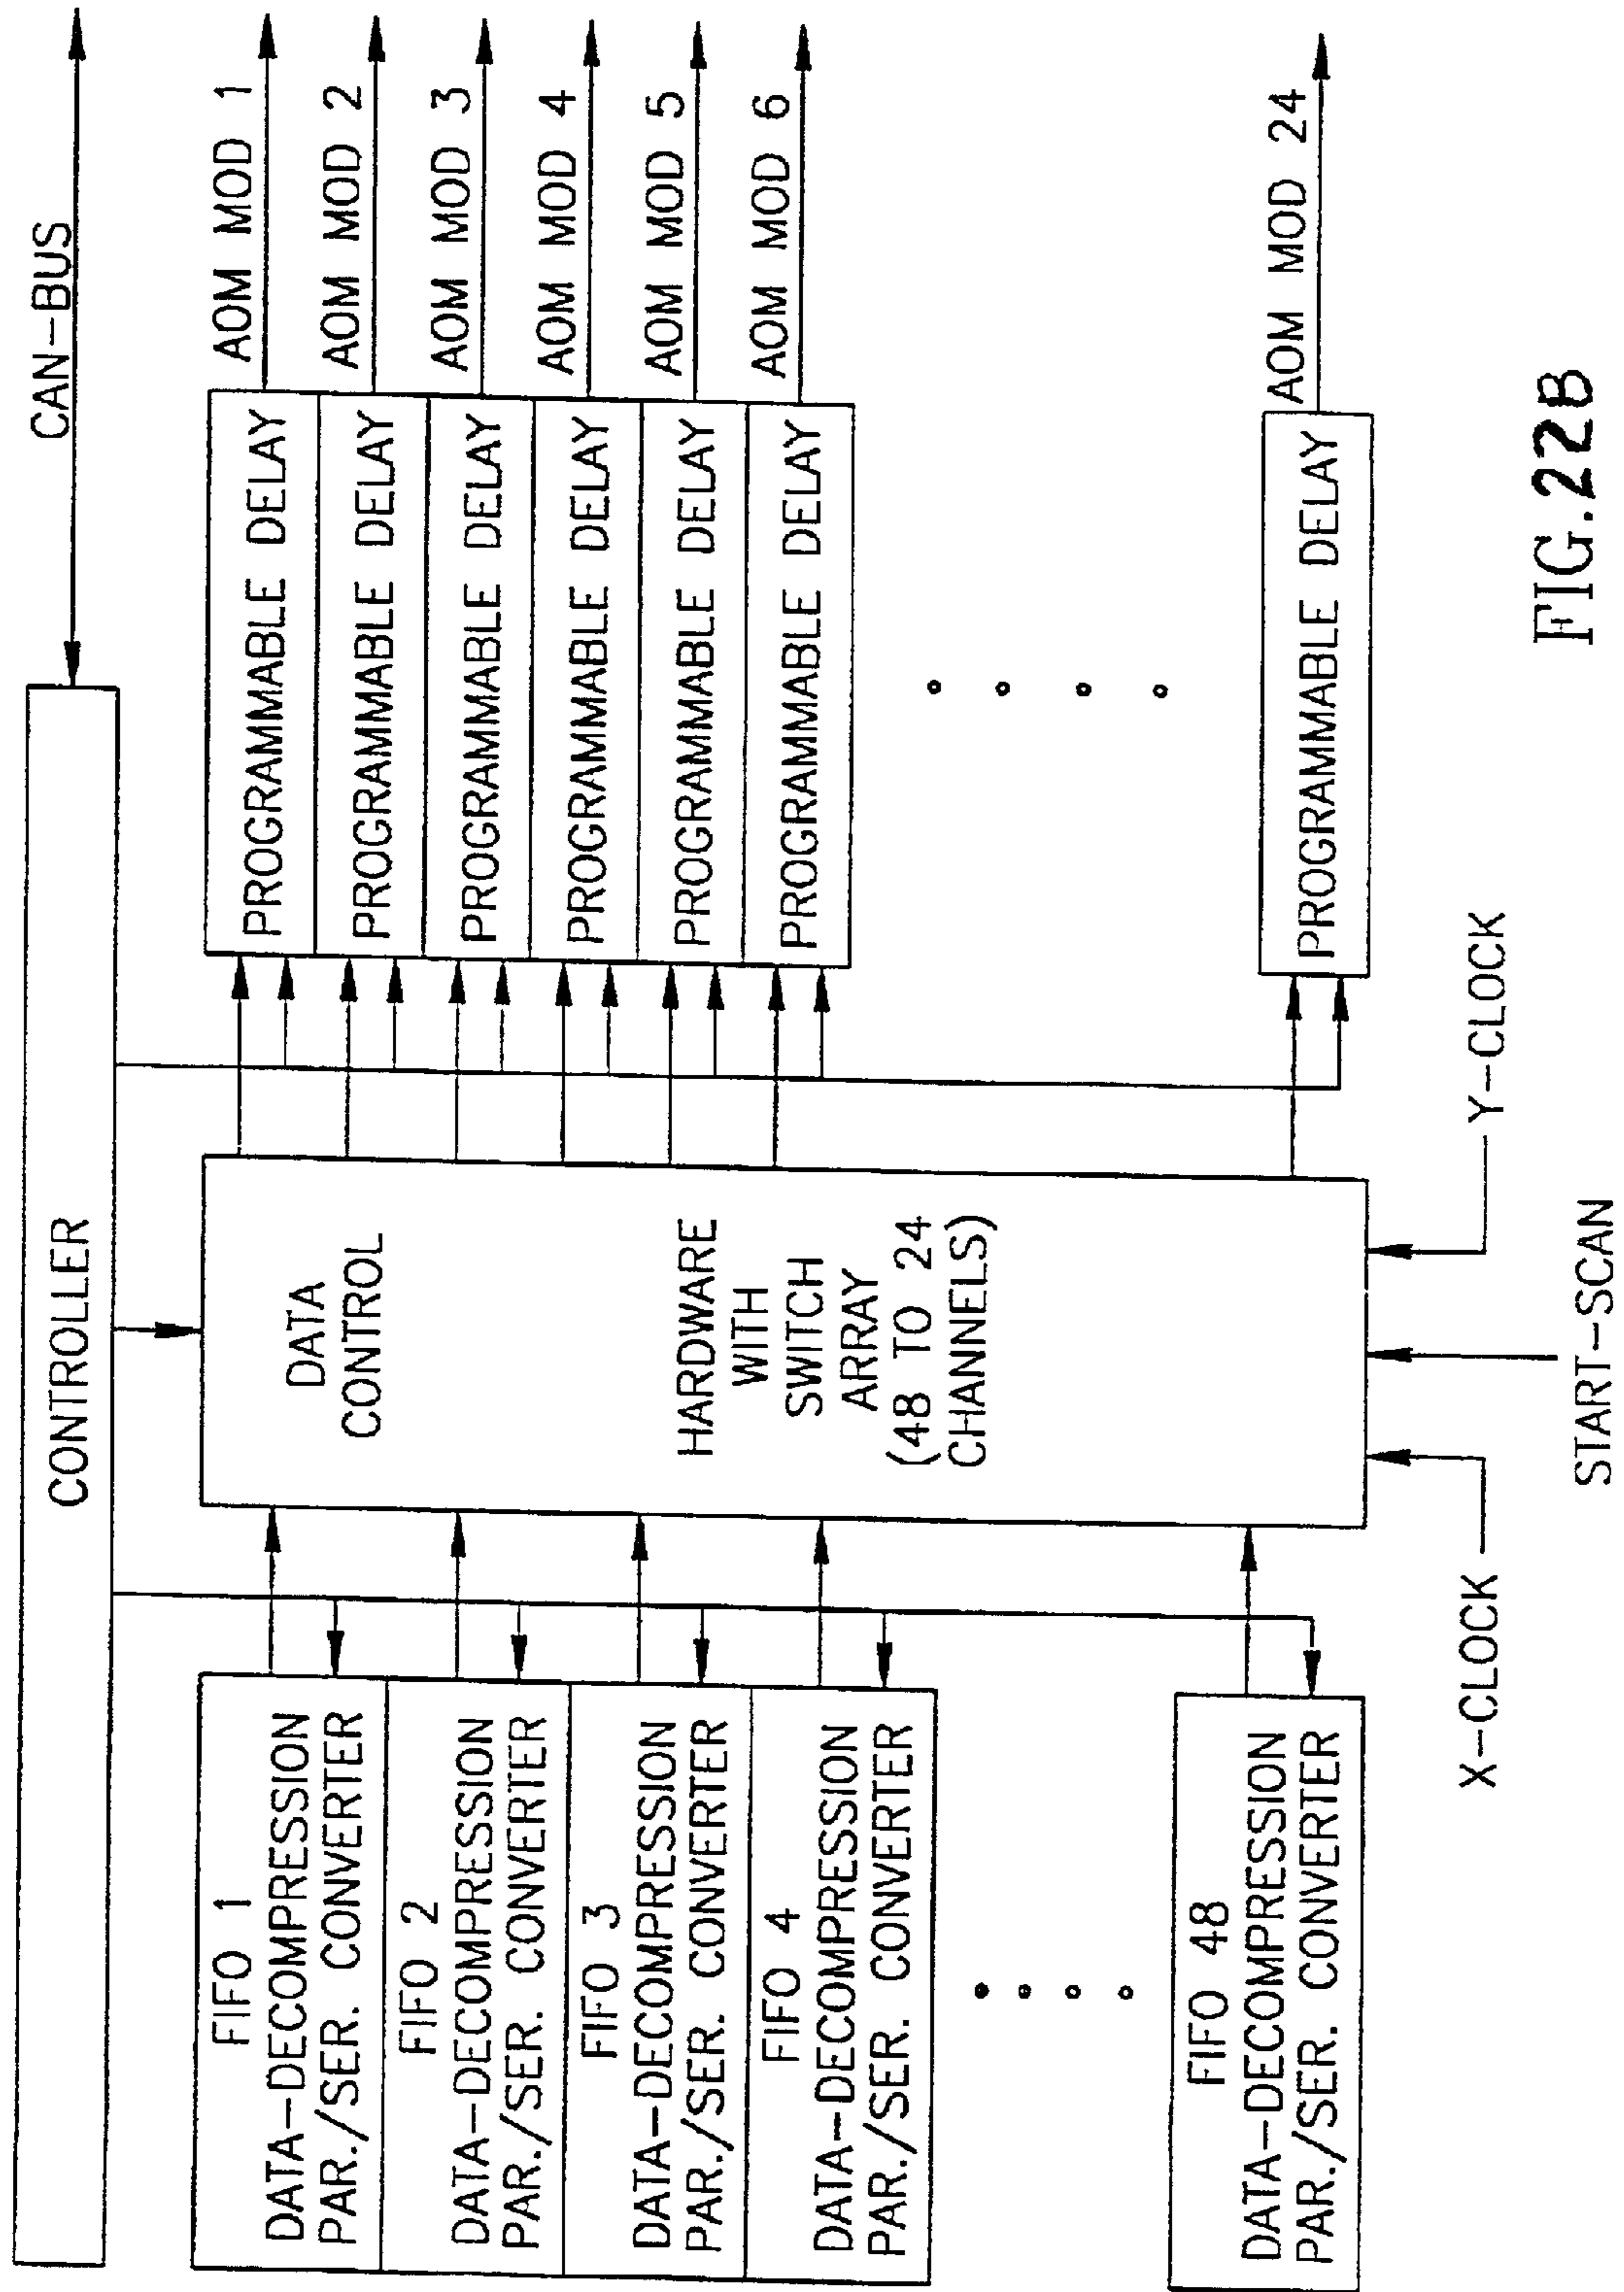 CAN-BUS
CONTROLLER
FIFO 1
DATA-DECOMPRESSION
PAR./SER. CONVERTER
FIFO 2
DATA-DECOMPRESSION
PAR./SER. CONVERTER
FIFO 3
DATA-DECOMPRESSION
PAR./SER. CONVERTER
FIFO 4
DATA-DECOMPRESSION
PAR./SER. CONVERTER
FIFO 48
DATA-DECOMPRESSION
PAR./SER. CONVERTER
DATA
CONTROL
HARDWARE
WITH
SWITCH
ARRAY
(48 TO 24
CHANNELS)
X-CLOCK
START-SCAN
Y-CLOCK
PROGRAMMABLE DELAY
PROGRAMMABLE DELAY
PROGRAMMABLE DELAY
PROGRAMMABLE DELAY
PROGRAMMABLE DELAY
PROGRAMMABLE DELAY
PROGRAMMABLE DELAY
AOM MOD 1
AOM MOD 2
AOM MOD 3
AOM MOD 4
AOM MOD 5
AOM MOD 6
AOM MOD 24
FIG.22B